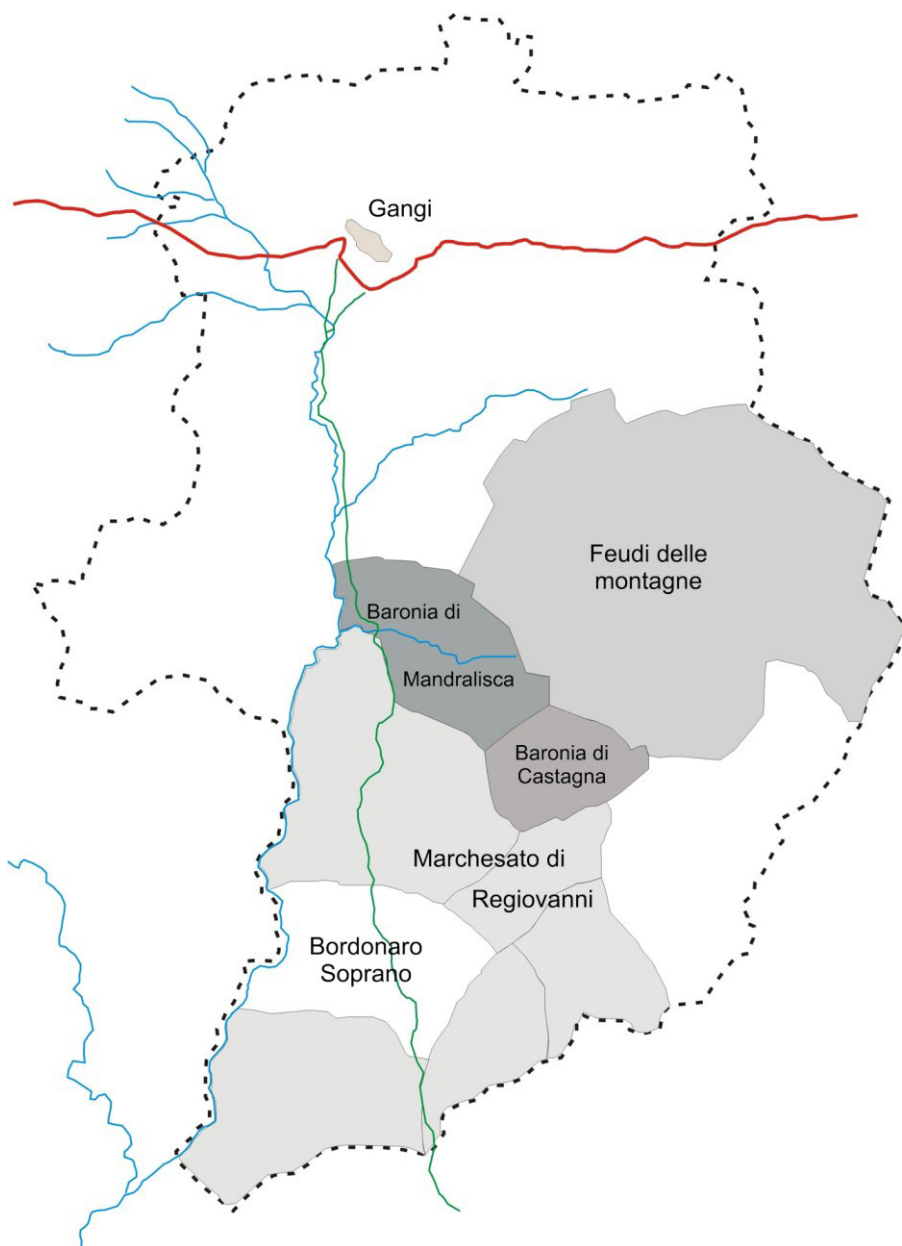 Gangi
Feudi delle
montagne
Baronia di
Mandralisca
Baronia di
Castagna
Marchesato di
Regiovanni
Bordonaro
Soprano